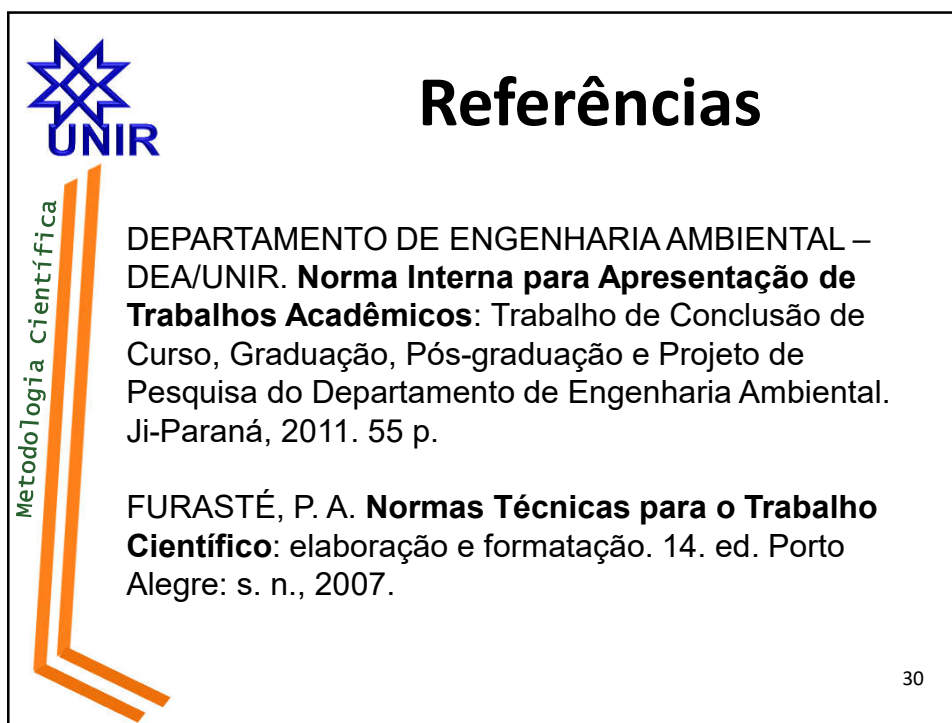 UNIR
Referências
Metodologia Científica
DEPARTAMENTO DE ENGENHARIA AMBIENTAL –
DEA/UNIR. Norma Interna para Apresentação de
Trabalhos Acadêmicos: Trabalho de Conclusão de
Curso, Graduação, Pós-graduação e Projeto de
Pesquisa do Departamento de Engenharia Ambiental.
Ji-Paraná, 2011. 55 p.
FURASTÉ, P. A. Normas Técnicas para o Trabalho
Científico: elaboração e formatação. 14. ed. Porto
Alegre: s. n., 2007.
30